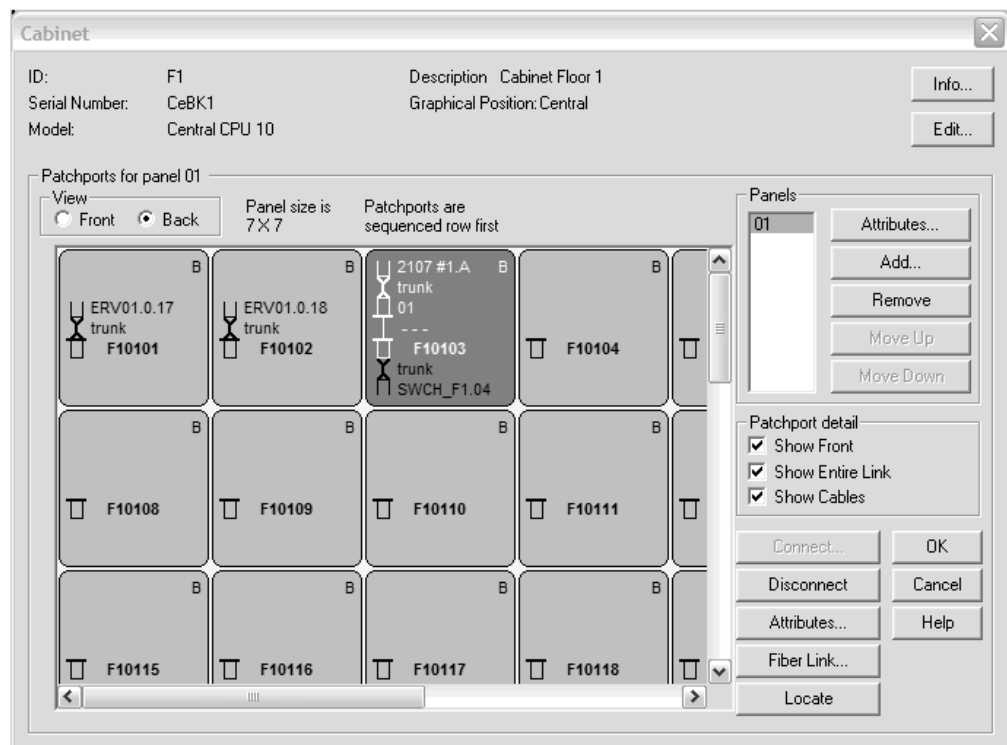 Cabinet
ID: F1 Description Cabinet Floor 1
Info...
Serial Number: CeBK1 Graphical Position: Central
Model: Central CPU 10
Edit...
Patchports for panel 01
View
Front Back
Panel size is
7 X 7
Patchports are
sequenced row first
B
ERV01.0.17
trunk
F10101
B
ERV01.0.18
trunk
F10102
2107 #1.A B
trunk
01
- - -
F10103
trunk
SWCH_F1.04
B
F10104
B
F10108
B
F10109
B
F10110
B
F10111
B
F10115
B
F10116
B
F10117
B
F10118
Panels
01
Attributes...
Add...
Remove
Move Up
Move Down
Patchport detail
Show Front
Show Entire Link
Show Cables
Connect... OK
Disconnect Cancel
Attributes... Help
Fiber Link...
Locate